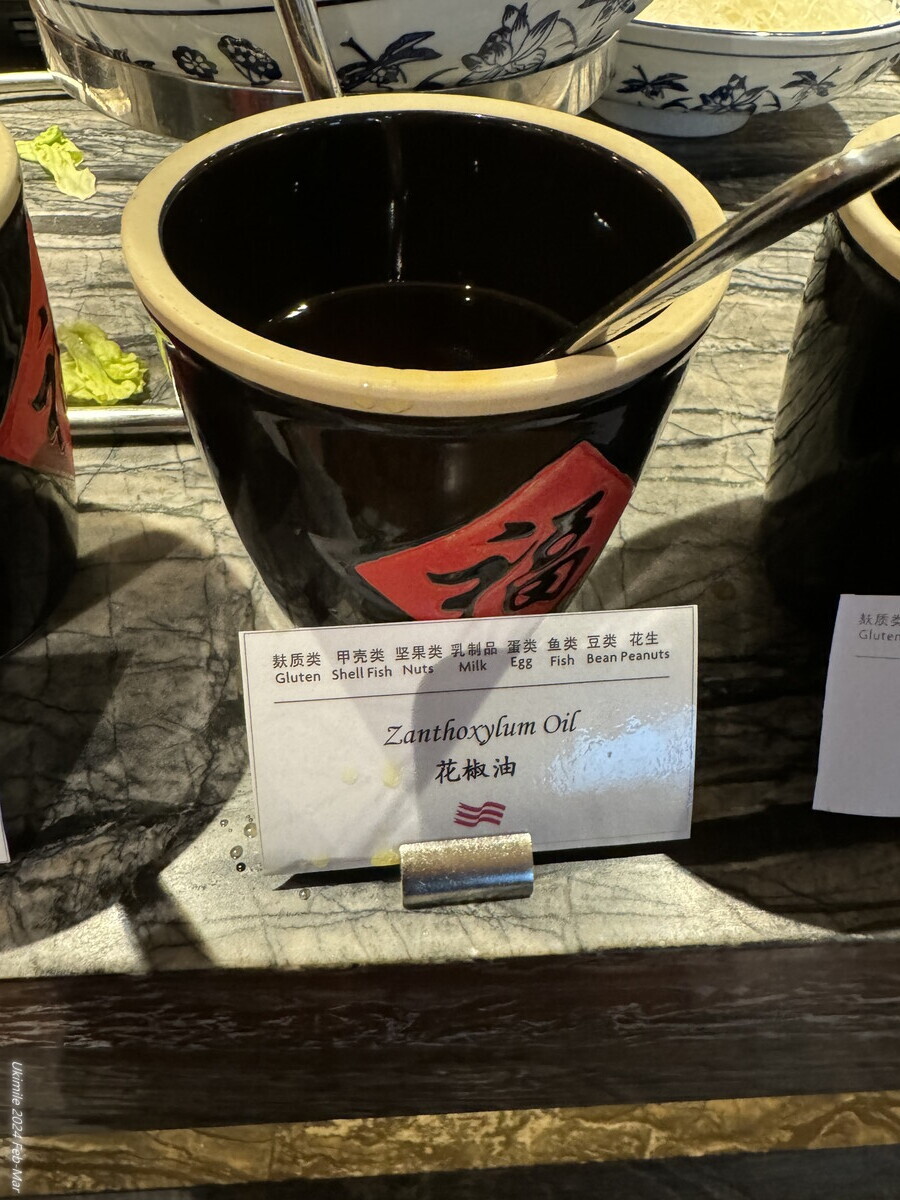 福
麸质类 甲壳类 坚果类 乳制品 蛋类 鱼类 豆类 花生
Gluten Shell Fish Nuts Milk Egg Fish Bean Peanuts
Zanthoxylum Oil
花椒油
麸质类
Gluten
Ukimile 2024 Feb-Mar